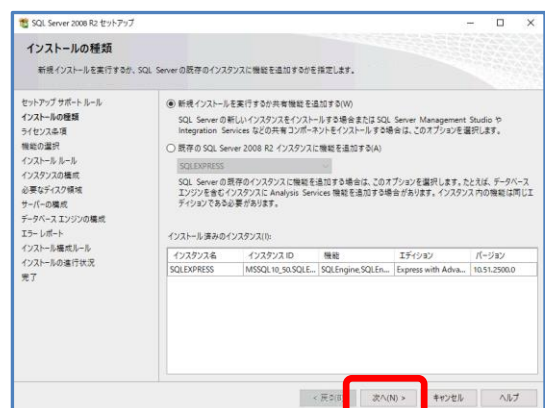 SQL Server 2008 R2 セットアップ
インストールの種類
新規インストールを実行するか、SQL Server の既存のインスタンスに機能を追加するかを指定します。
セットアップ サポート ルール
インストールの種類
ライセンス条項
機能の選択
インストール ルール
インスタンスの構成
必要なディスク領域
サーバーの構成
データベース エンジンの構成
エラー レポート
インストール構成ルール
インストールの進行状況
完了
新規インストールを実行するか共有機能を追加する(W)
SQL Server の新しいインスタンスをインストールする場合または SQL Server Management Studio や
Integration Services などの共有コンポーネントをインストールする場合は、このオプションを選択します。
既存の SQL Server 2008 R2 インスタンスに機能を追加する(A)
SQLEXPRESS
SQL Server の既存のインスタンスに機能を追加する場合は、このオプションを選択します。たとえば、データベース
エンジンを含むインスタンスに Analysis Services 機能を追加する場合があります。インスタンス内の機能は同じエ
ディションである必要があります。
インストール済みのインスタンス(I):
インスタンス名 インスタンス ID 機能 エディション バージョン
SQLEXPRESS MSSQL10_50.SQLE... SQLEngine,SQLEn... Express with Adva... 10.51.2500.0
< 戻る(B) 次へ(N) > キャンセル ヘルプ